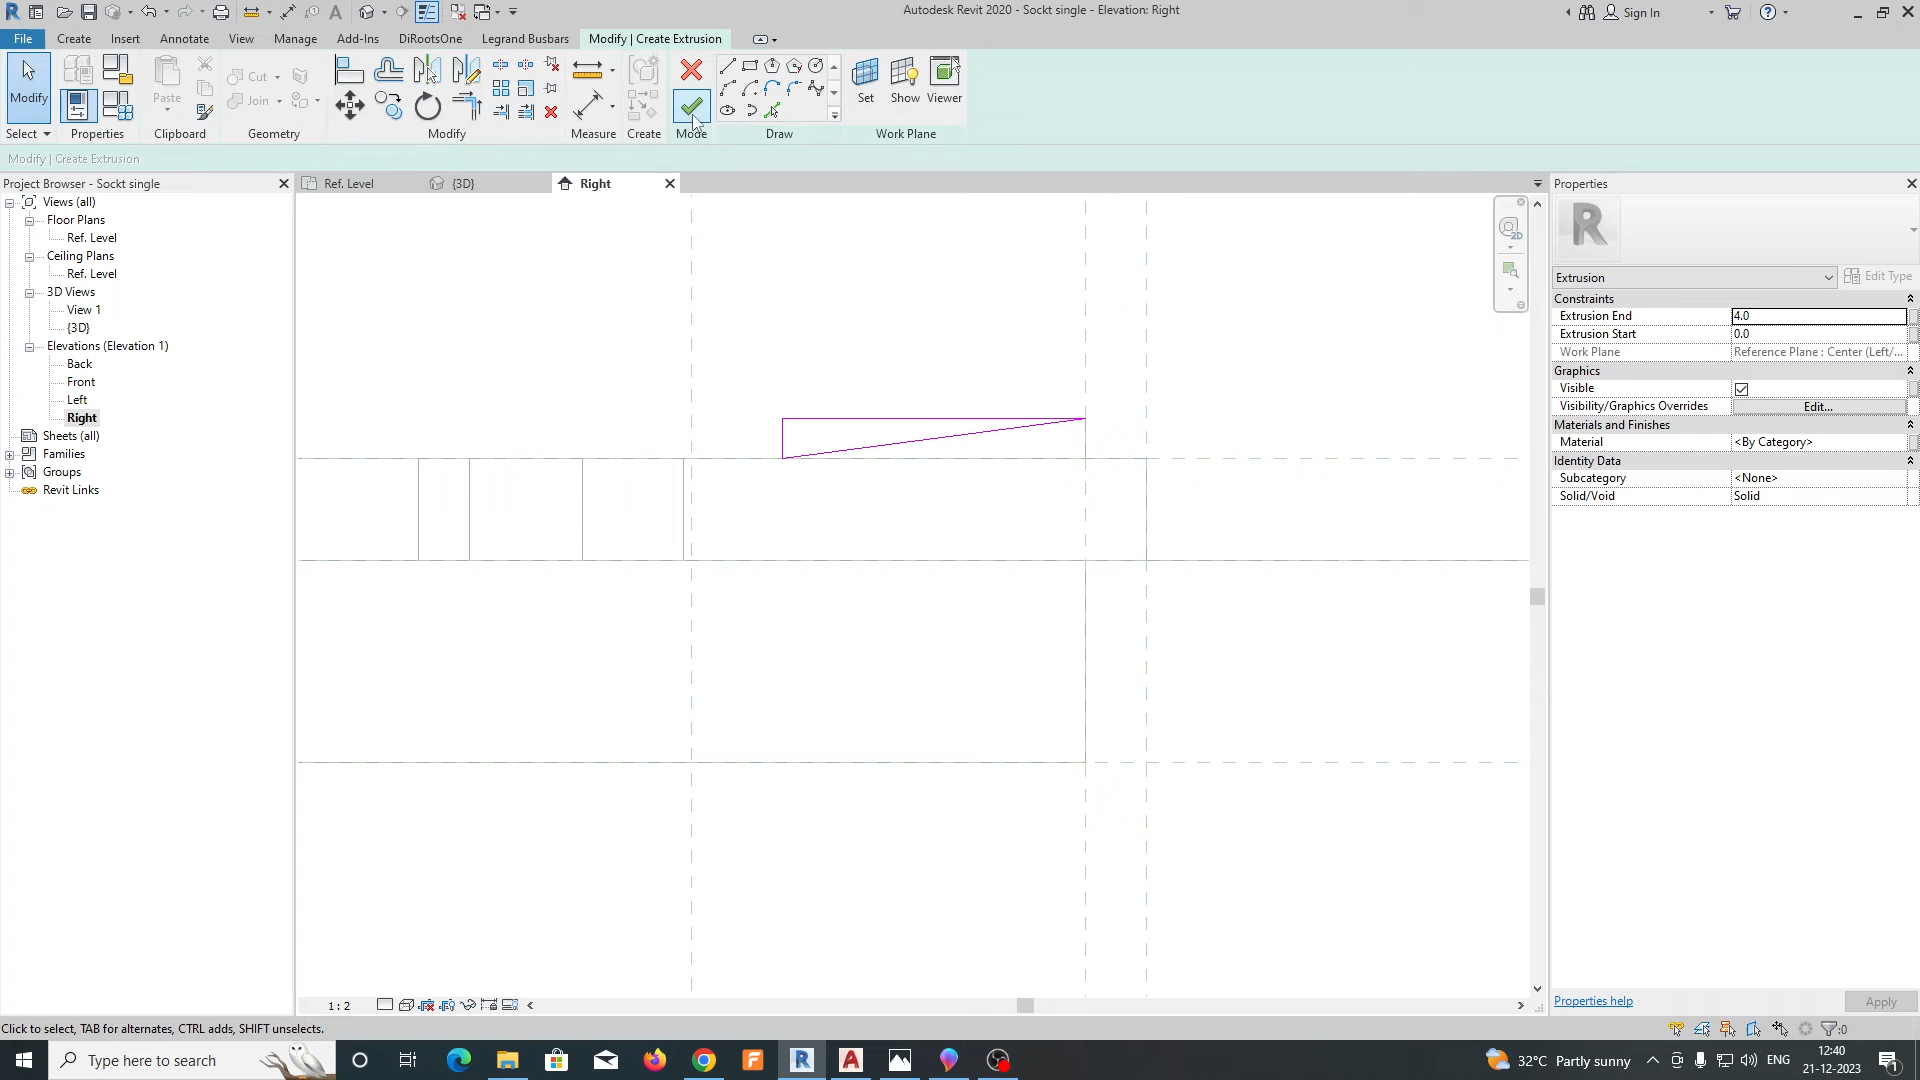 Autodesk Revit 2020 - Sockt single - Elevation: Right
Sign In
File
Create
Insert
Annotate
View
Manage
Add-Ins
DiRootsOne
Legrand Busbars
Modify | Create Extrusion
Modify
Paste
Cut
Join
Set
Show
Viewer
Select
Properties
Clipboard
Geometry
Modify
Measure
Create
Mode
Draw
Work Plane
Modify | Create Extrusion
Project Browser - Sockt single
Views (all)
Floor Plans
Ref. Level
Ceiling Plans
Ref. Level
3D Views
View 1
{3D}
Elevations (Elevation 1)
Back
Front
Left
Right
Sheets (all)
Families
Groups
Revit Links
Ref. Level
{3D}
Right
2D
Properties
R
Extrusion
Edit Type
Constraints
Extrusion End 4.0
Extrusion Start 0.0
Work Plane Reference Plane : Center (Left/...
Graphics
Visible
Visibility/Graphics Overrides Edit...
Materials and Finishes
Material <By Category>
Identity Data
Subcategory <None>
Solid/Void Solid
Properties help
Apply
1 : 2
Click to select, TAB for alternates, CTRL adds, SHIFT unselects.
:0
Type here to search
32°C Partly sunny
ENG
12:40
21-12-2023
1